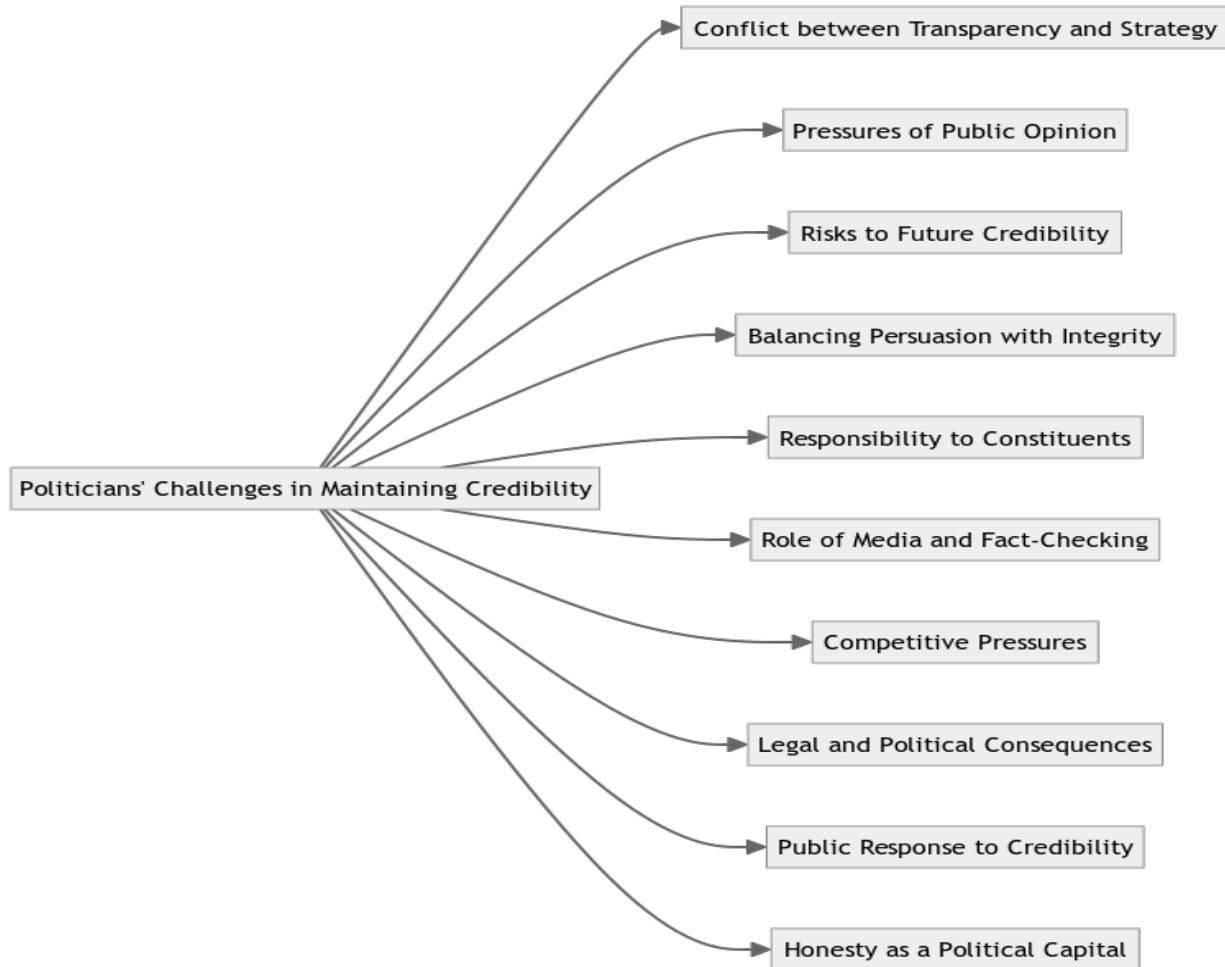 Conflict between Transparency and Strategy
Pressures of Public Opinion
Risks to Future Credibility
Balancing Persuasion with Integrity
Responsibility to Constituents
Politicians' Challenges in Maintaining Credibility
Role of Media and Fact-Checking
Competitive Pressures
Legal and Political Consequences
Public Response to Credibility
Honesty as a Political Capital